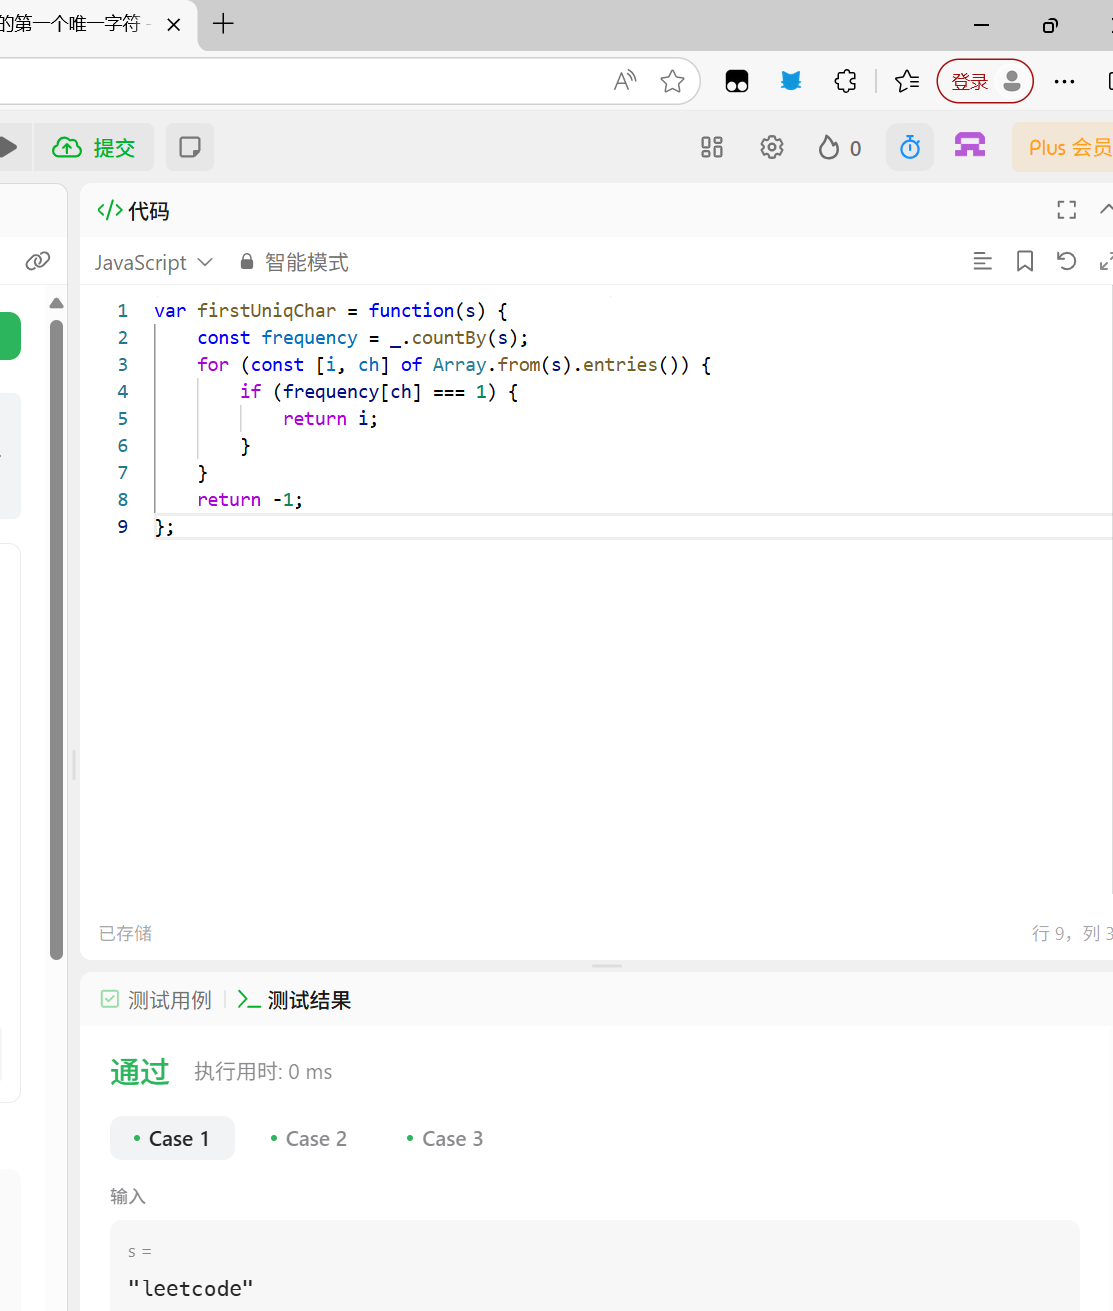 的第一个唯一字符 -
登录
提交
0
Plus 会员
</> 代码
JavaScript
智能模式
1 var firstUniqChar = function(s) {
2 const frequency = _.countBy(s);
3 for (const [i, ch] of Array.from(s).entries()) {
4 if (frequency[ch] === 1) {
5 return i;
6 }
7 }
8 return -1;
9 };
已存储
行 9，列 3
测试用例
测试结果
通过 执行用时: 0 ms
Case 1 Case 2 Case 3
输入
s =
"leetcode"